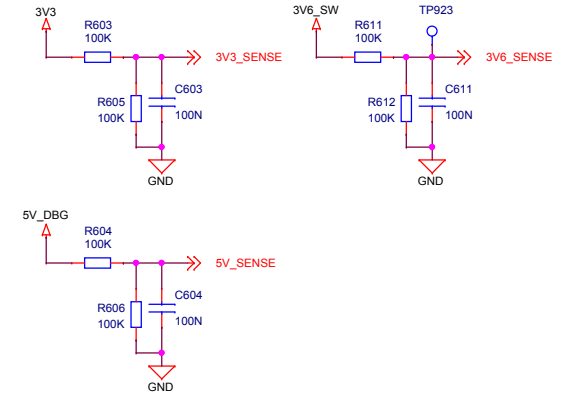 3V3
R603
100K
3V3_SENSE
R605
100K
C603
100N
GND
3V6_SW
TP923
R611
100K
3V6_SENSE
R612
100K
C611
100N
GND
5V_DBG
R604
100K
5V_SENSE
R606
100K
C604
100N
GND